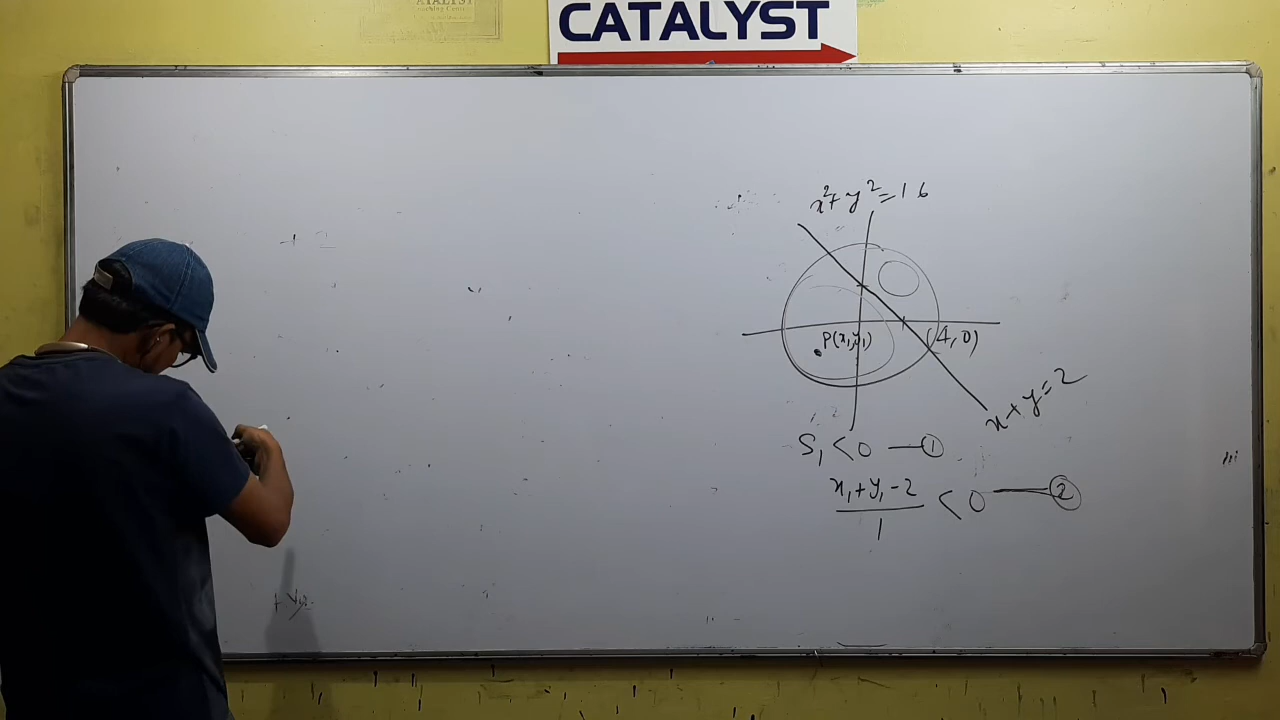 CATALYST
x²+y²=16
P(x₁,y₁)
(4,0)
x+y=2
S₁<0 —①
x₁+y₁-2
———— <0 ——②
1